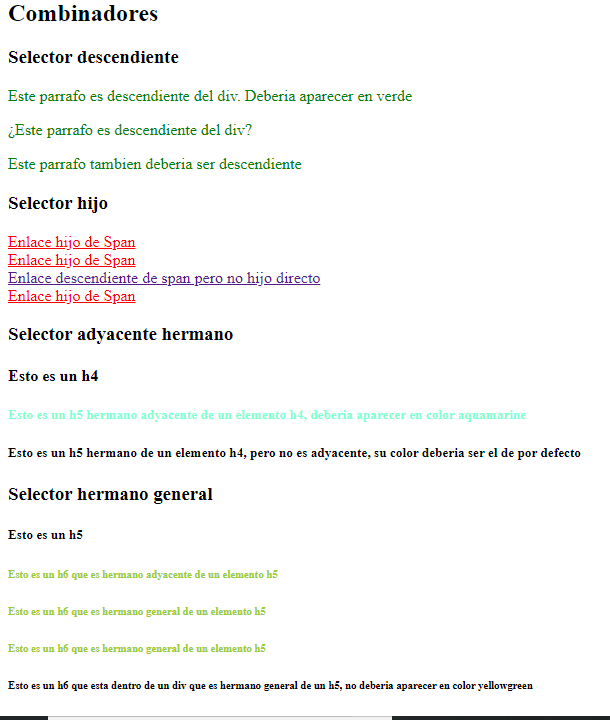 Combinadores
Selector descendiente
Este parrafo es descendiente del div. Deberia aparecer en verde
¿Este parrafo es descendiente del div?
Este parrafo tambien deberia ser descendiente
Selector hijo
Enlace hijo de Span
Enlace hijo de Span
Enlace descendiente de span pero no hijo directo
Enlace hijo de Span
Selector adyacente hermano
Esto es un h4
Esto es un h5 hermano adyacente de un elemento h4, deberia aparecer en color aquamarine
Esto es un h5 hermano de un elemento h4, pero no es adyacente, su color deberia ser el de por defecto
Selector hermano general
Esto es un h5
Esto es un h6 que es hermano adyacente de un elemento h5
Esto es un h6 que es hermano general de un elemento h5
Esto es un h6 que es hermano general de un elemento h5
Esto es un h6 que esta dentro de un div que es hermano general de un h5, no deberia aparecer en color yellowgreen